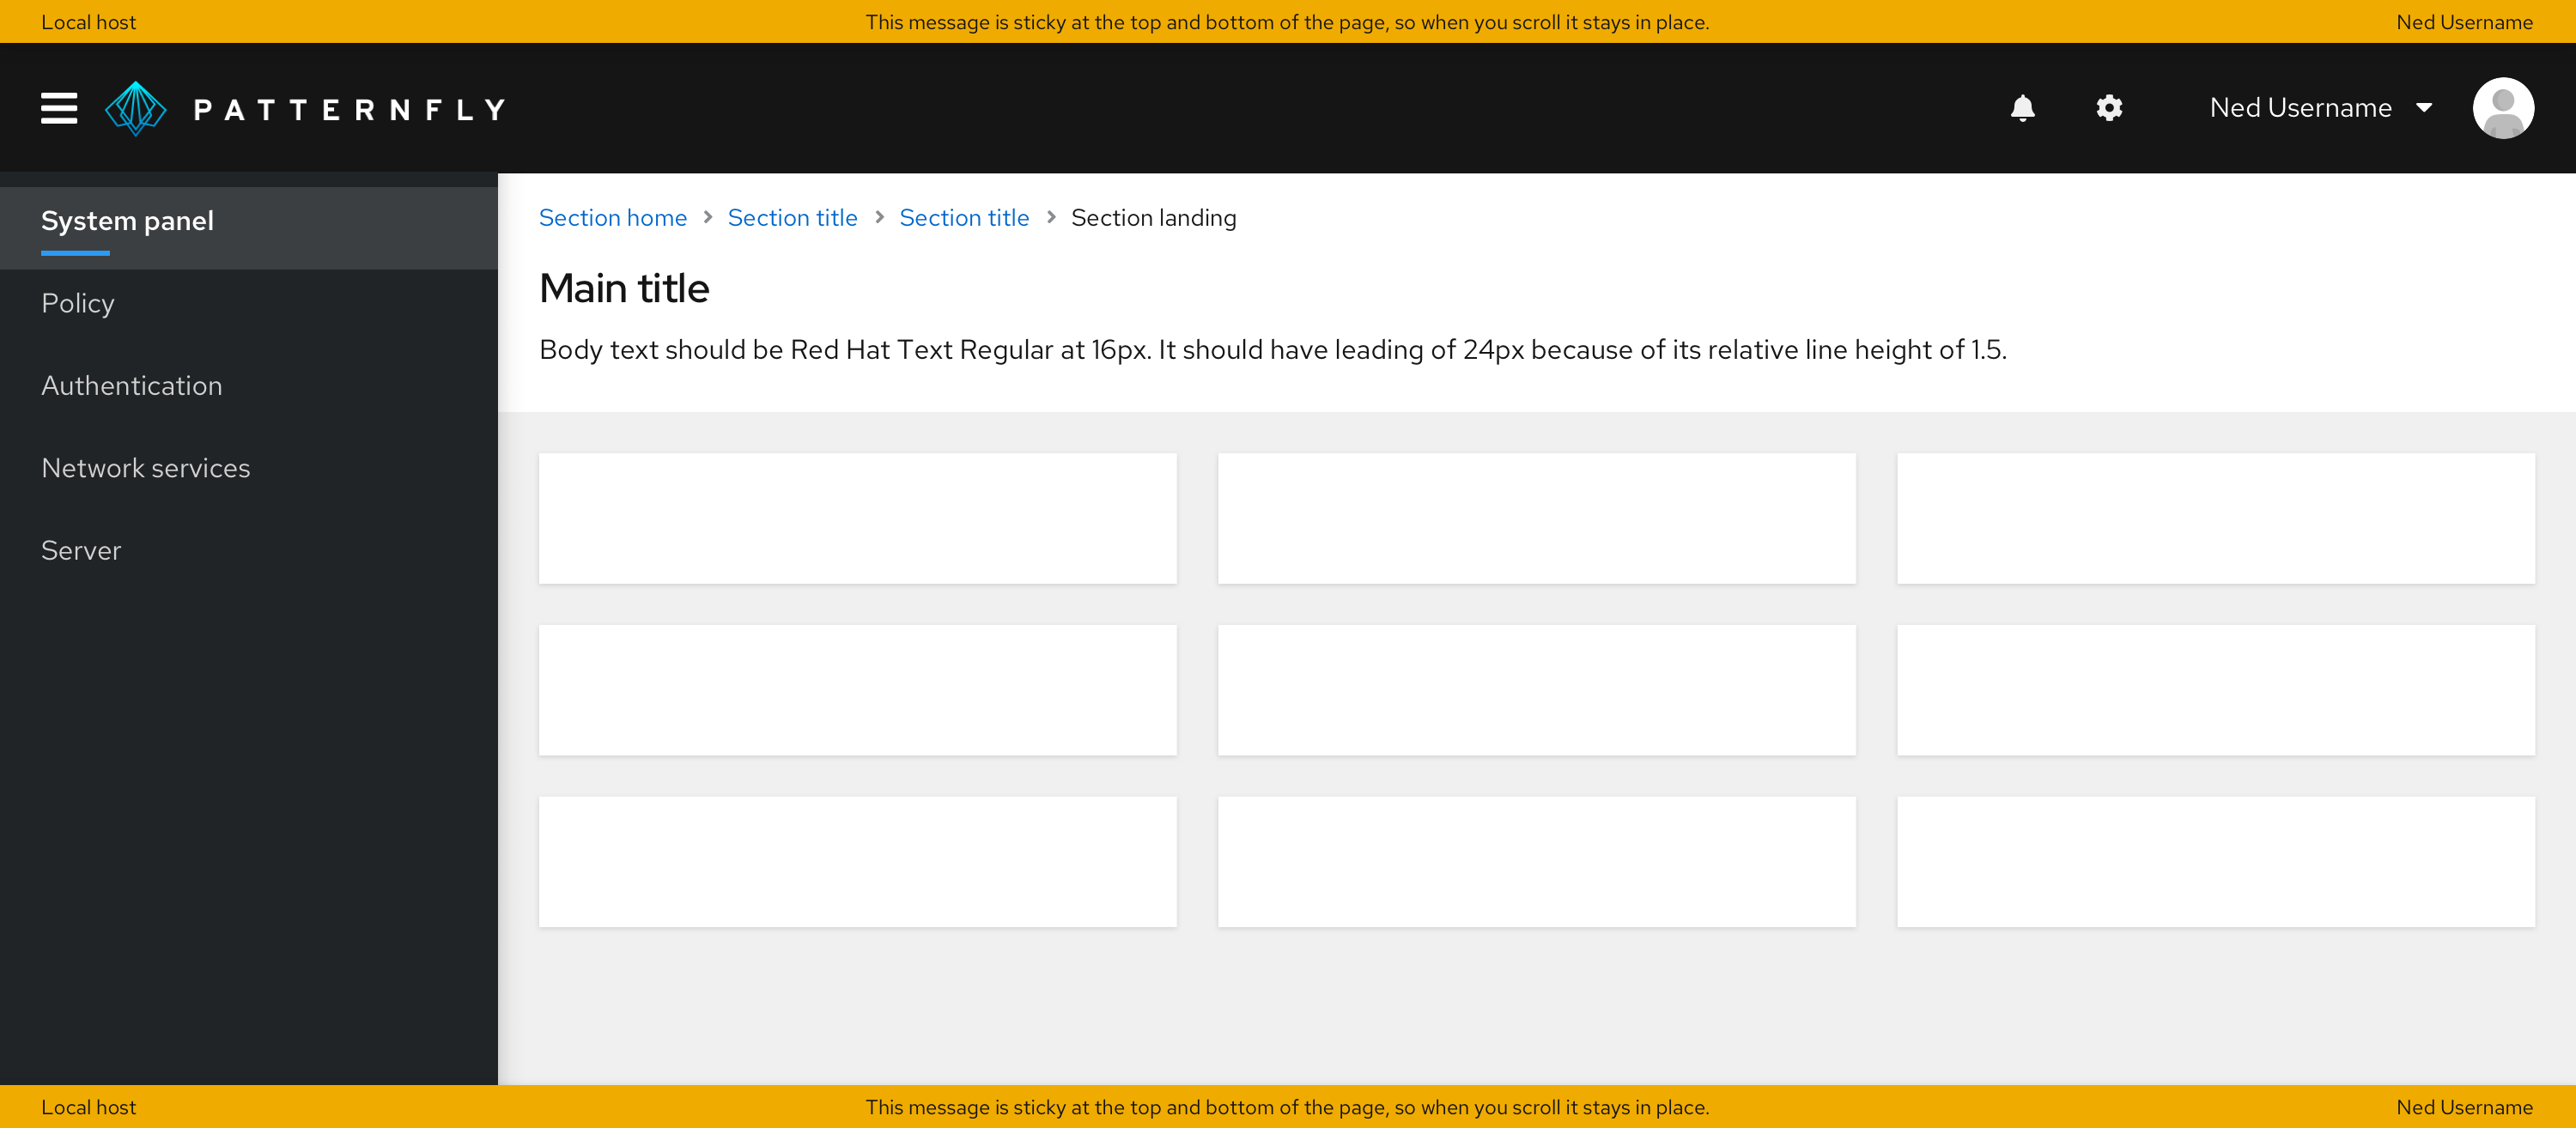 Local host This message is sticky at the top and bottom of the page, so when you scroll it stays in place. Ned Username
PATTERNFLY Ned Username
System panel
Policy
Authentication
Network services
Server
Section home Section title Section title Section landing
Main title
Body text should be Red Hat Text Regular at 16px. It should have leading of 24px because of its relative line height of 1.5.
Local host This message is sticky at the top and bottom of the page, so when you scroll it stays in place. Ned Username